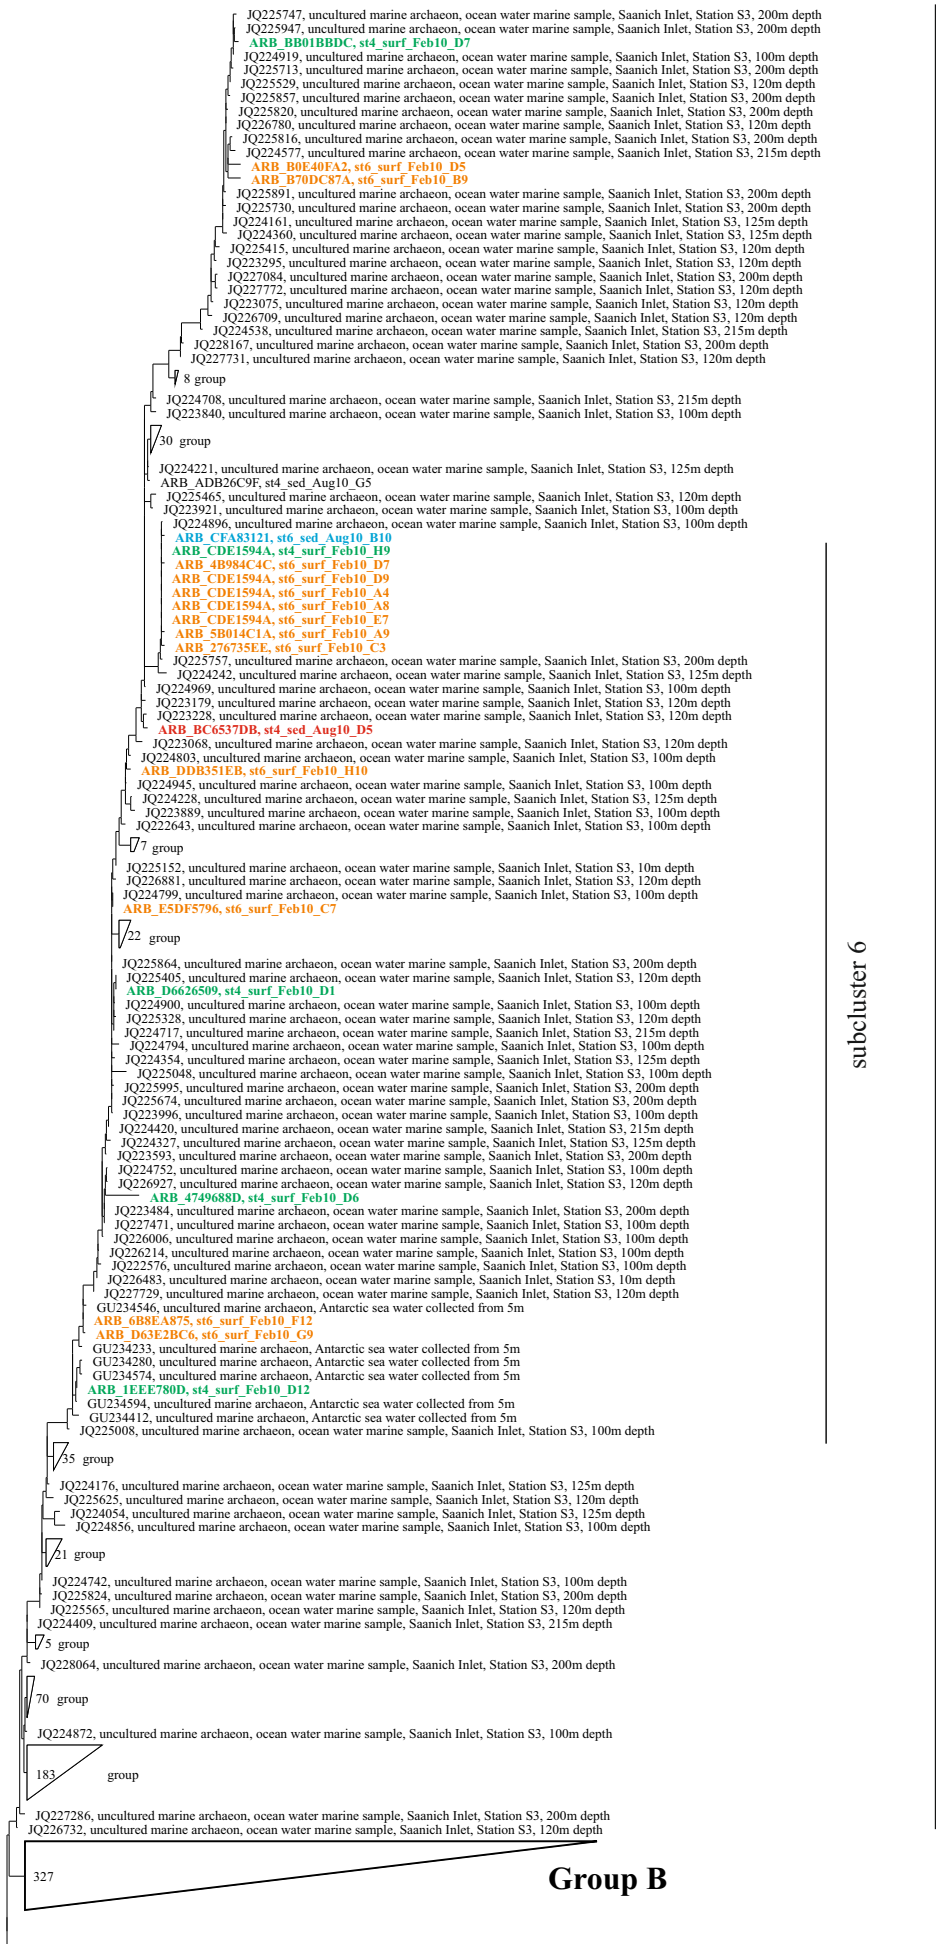 JQ225747, uncultured marine archaeon, ocean water marine sample, Saanich Inlet, Station S3, 200m depth
JQ225947, uncultured marine archaeon, ocean water marine sample, Saanich Inlet, Station S3, 200m depth
ARB_BB01BBDC, st4_surf_Feb10_D7
JQ224919, uncultured marine archaeon, ocean water marine sample, Saanich Inlet, Station S3, 100m depth
JQ225713, uncultured marine archaeon, ocean water marine sample, Saanich Inlet, Station S3, 200m depth
JQ225529, uncultured marine archaeon, ocean water marine sample, Saanich Inlet, Station S3, 120m depth
JQ225857, uncultured marine archaeon, ocean water marine sample, Saanich Inlet, Station S3, 200m depth
JQ225820, uncultured marine archaeon, ocean water marine sample, Saanich Inlet, Station S3, 200m depth
JQ226780, uncultured marine archaeon, ocean water marine sample, Saanich Inlet, Station S3, 120m depth
JQ225816, uncultured marine archaeon, ocean water marine sample, Saanich Inlet, Station S3, 200m depth
JQ224577, uncultured marine archaeon, ocean water marine sample, Saanich Inlet, Station S3, 215m depth
ARB_B0E40FA2, st6_surf_Feb10_D5
ARB_B70DC87A, st6_surf_Feb10_B9
JQ225891, uncultured marine archaeon, ocean water marine sample, Saanich Inlet, Station S3, 200m depth
JQ225730, uncultured marine archaeon, ocean water marine sample, Saanich Inlet, Station S3, 200m depth
JQ224161, uncultured marine archaeon, ocean water marine sample, Saanich Inlet, Station S3, 125m depth
JQ224360, uncultured marine archaeon, ocean water marine sample, Saanich Inlet, Station S3, 125m depth
JQ225415, uncultured marine archaeon, ocean water marine sample, Saanich Inlet, Station S3, 120m depth
JQ223295, uncultured marine archaeon, ocean water marine sample, Saanich Inlet, Station S3, 120m depth
JQ227084, uncultured marine archaeon, ocean water marine sample, Saanich Inlet, Station S3, 200m depth
JQ227772, uncultured marine archaeon, ocean water marine sample, Saanich Inlet, Station S3, 120m depth
JQ223075, uncultured marine archaeon, ocean water marine sample, Saanich Inlet, Station S3, 120m depth
JQ226709, uncultured marine archaeon, ocean water marine sample, Saanich Inlet, Station S3, 120m depth
JQ224538, uncultured marine archaeon, ocean water marine sample, Saanich Inlet, Station S3, 215m depth
JQ228167, uncultured marine archaeon, ocean water marine sample, Saanich Inlet, Station S3, 200m depth
JQ227731, uncultured marine archaeon, ocean water marine sample, Saanich Inlet, Station S3, 120m depth
8 group
JQ224708, uncultured marine archaeon, ocean water marine sample, Saanich Inlet, Station S3, 215m depth
JQ223840, uncultured marine archaeon, ocean water marine sample, Saanich Inlet, Station S3, 100m depth
30 group
JQ224221, uncultured marine archaeon, ocean water marine sample, Saanich Inlet, Station S3, 125m depth
ARB_ADB26C9F, st4_sed_Aug10_G5
JQ225465, uncultured marine archaeon, ocean water marine sample, Saanich Inlet, Station S3, 120m depth
JQ223921, uncultured marine archaeon, ocean water marine sample, Saanich Inlet, Station S3, 100m depth
JQ224896, uncultured marine archaeon, ocean water marine sample, Saanich Inlet, Station S3, 100m depth
ARB_CFA83121, st6_sed_Aug10_B10
ARB_CDE1594A, st4_surf_Feb10_H9
ARB_4B984C4C, st6_surf_Feb10_D7
ARB_CDE1594A, st6_surf_Feb10_D9
ARB_CDE1594A, st6_surf_Feb10_A4
ARB_CDE1594A, st6_surf_Feb10_A8
ARB_CDE1594A, st6_surf_Feb10_E7
ARB_5B014C1A, st6_surf_Feb10_A9
ARB_276735EE, st6_surf_Feb10_C3
JQ225757, uncultured marine archaeon, ocean water marine sample, Saanich Inlet, Station S3, 200m depth
JQ224242, uncultured marine archaeon, ocean water marine sample, Saanich Inlet, Station S3, 125m depth
JQ224969, uncultured marine archaeon, ocean water marine sample, Saanich Inlet, Station S3, 100m depth
JQ223179, uncultured marine archaeon, ocean water marine sample, Saanich Inlet, Station S3, 120m depth
JQ223228, uncultured marine archaeon, ocean water marine sample, Saanich Inlet, Station S3, 120m depth
ARB_BC6537DB, st4_sed_Aug10_D5
JQ223068, uncultured marine archaeon, ocean water marine sample, Saanich Inlet, Station S3, 120m depth
JQ224803, uncultured marine archaeon, ocean water marine sample, Saanich Inlet, Station S3, 100m depth
ARB_DDB351EB, st6_surf_Feb10_H10
JQ224945, uncultured marine archaeon, ocean water marine sample, Saanich Inlet, Station S3, 100m depth
JQ224228, uncultured marine archaeon, ocean water marine sample, Saanich Inlet, Station S3, 125m depth
JQ223889, uncultured marine archaeon, ocean water marine sample, Saanich Inlet, Station S3, 100m depth
JQ222643, uncultured marine archaeon, ocean water marine sample, Saanich Inlet, Station S3, 100m depth
7 group
JQ225152, uncultured marine archaeon, ocean water marine sample, Saanich Inlet, Station S3, 10m depth
JQ226881, uncultured marine archaeon, ocean water marine sample, Saanich Inlet, Station S3, 120m depth
JQ224799, uncultured marine archaeon, ocean water marine sample, Saanich Inlet, Station S3, 100m depth
ARB_E5DF5796, st6_surf_Feb10_C7
22 group
JQ225864, uncultured marine archaeon, ocean water marine sample, Saanich Inlet, Station S3, 200m depth
JQ225405, uncultured marine archaeon, ocean water marine sample, Saanich Inlet, Station S3, 120m depth
ARB_D6626509, st4_surf_Feb10_D1
JQ224900, uncultured marine archaeon, ocean water marine sample, Saanich Inlet, Station S3, 100m depth
JQ225328, uncultured marine archaeon, ocean water marine sample, Saanich Inlet, Station S3, 120m depth
JQ224717, uncultured marine archaeon, ocean water marine sample, Saanich Inlet, Station S3, 215m depth
JQ224794, uncultured marine archaeon, ocean water marine sample, Saanich Inlet, Station S3, 100m depth
JQ224354, uncultured marine archaeon, ocean water marine sample, Saanich Inlet, Station S3, 125m depth
JQ225048, uncultured marine archaeon, ocean water marine sample, Saanich Inlet, Station S3, 100m depth
JQ225995, uncultured marine archaeon, ocean water marine sample, Saanich Inlet, Station S3, 200m depth
JQ225674, uncultured marine archaeon, ocean water marine sample, Saanich Inlet, Station S3, 200m depth
JQ223996, uncultured marine archaeon, ocean water marine sample, Saanich Inlet, Station S3, 100m depth
JQ224420, uncultured marine archaeon, ocean water marine sample, Saanich Inlet, Station S3, 215m depth
JQ224327, uncultured marine archaeon, ocean water marine sample, Saanich Inlet, Station S3, 125m depth
JQ223593, uncultured marine archaeon, ocean water marine sample, Saanich Inlet, Station S3, 200m depth
JQ224752, uncultured marine archaeon, ocean water marine sample, Saanich Inlet, Station S3, 100m depth
JQ226927, uncultured marine archaeon, ocean water marine sample, Saanich Inlet, Station S3, 120m depth
ARB_4749688D, st4_surf_Feb10_D6
JQ223484, uncultured marine archaeon, ocean water marine sample, Saanich Inlet, Station S3, 200m depth
JQ227471, uncultured marine archaeon, ocean water marine sample, Saanich Inlet, Station S3, 100m depth
JQ226006, uncultured marine archaeon, ocean water marine sample, Saanich Inlet, Station S3, 100m depth
JQ226214, uncultured marine archaeon, ocean water marine sample, Saanich Inlet, Station S3, 100m depth
JQ222576, uncultured marine archaeon, ocean water marine sample, Saanich Inlet, Station S3, 100m depth
JQ226483, uncultured marine archaeon, ocean water marine sample, Saanich Inlet, Station S3, 10m depth
JQ227729, uncultured marine archaeon, ocean water marine sample, Saanich Inlet, Station S3, 120m depth
GU234546, uncultured marine archaeon, Antarctic sea water collected from 5m
ARB_6B8EA875, st6_surf_Feb10_F12
ARB_D63E2BC6, st6_surf_Feb10_G9
GU234233, uncultured marine archaeon, Antarctic sea water collected from 5m
GU234280, uncultured marine archaeon, Antarctic sea water collected from 5m
GU234574, uncultured marine archaeon, Antarctic sea water collected from 5m
ARB_1EEE780D, st4_surf_Feb10_D12
GU234594, uncultured marine archaeon, Antarctic sea water collected from 5m
GU234412, uncultured marine archaeon, Antarctic sea water collected from 5m
JQ225008, uncultured marine archaeon, ocean water marine sample, Saanich Inlet, Station S3, 100m depth
35 group
JQ224176, uncultured marine archaeon, ocean water marine sample, Saanich Inlet, Station S3, 125m depth
JQ225625, uncultured marine archaeon, ocean water marine sample, Saanich Inlet, Station S3, 120m depth
JQ224054, uncultured marine archaeon, ocean water marine sample, Saanich Inlet, Station S3, 125m depth
JQ224856, uncultured marine archaeon, ocean water marine sample, Saanich Inlet, Station S3, 100m depth
21 group
JQ224742, uncultured marine archaeon, ocean water marine sample, Saanich Inlet, Station S3, 100m depth
JQ225824, uncultured marine archaeon, ocean water marine sample, Saanich Inlet, Station S3, 200m depth
JQ225565, uncultured marine archaeon, ocean water marine sample, Saanich Inlet, Station S3, 120m depth
JQ224409, uncultured marine archaeon, ocean water marine sample, Saanich Inlet, Station S3, 215m depth
5 group
JQ228064, uncultured marine archaeon, ocean water marine sample, Saanich Inlet, Station S3, 200m depth
70 group
JQ224872, uncultured marine archaeon, ocean water marine sample, Saanich Inlet, Station S3, 100m depth
183 group
JQ227286, uncultured marine archaeon, ocean water marine sample, Saanich Inlet, Station S3, 200m depth
JQ226732, uncultured marine archaeon, ocean water marine sample, Saanich Inlet, Station S3, 120m depth
327
Group B
subcluster 6